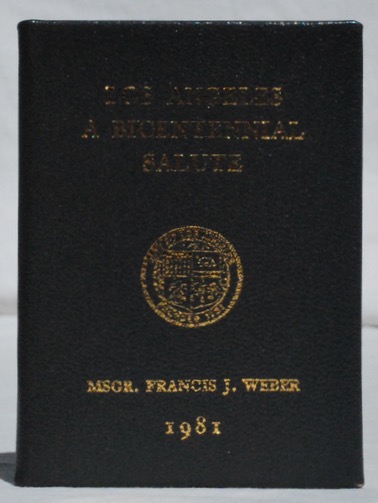 LOS ANGELES
A BICENTENNIAL
SALUTE
MSGR. FRANCIS J. WEBER
1981